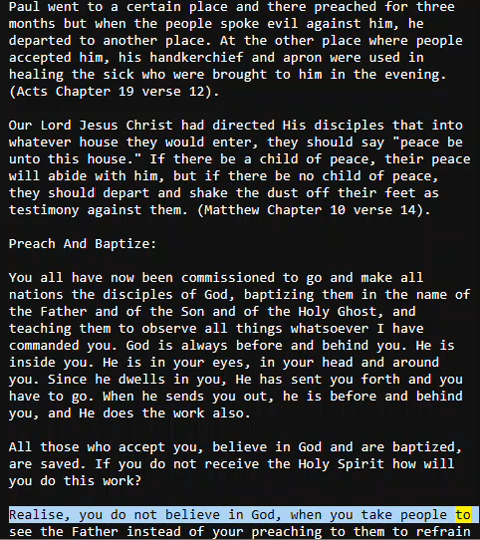 Paul went to a certain place and there preached for three
months but when the people spoke evil against him, he
departed to another place. At the other place where people
accepted him, his handkerchief and apron were used in
healing the sick who were brought to him in the evening.
(Acts Chapter 19 verse 12).

Our Lord Jesus Christ had directed His disciples that into
whatever house they would enter, they should say "peace be
unto this house." If there be a child of peace, their peace
will abide with him, but if there be no child of peace,
they should depart and shake the dust off their feet as
testimony against them. (Matthew Chapter 10 verse 14).

Preach And Baptize:

You all have now been commissioned to go and make all
nations the disciples of God, baptizing them in the name of
the Father and of the Son and of the Holy Ghost, and
teaching them to observe all things whatsoever I have
commanded you. God is always before and behind you. He is
inside you. He is in your eyes, in your head and around
you. Since he dwells in you, He has sent you forth and you
have to go. When he sends you out, he is before and behind
you, and He does the work also.

All those who accept you, believe in God and are baptized,
are saved. If you do not receive the Holy Spirit how will
you do this work?

Realise, you do not believe in God, when you take people to
see the Father instead of your preaching to them to refrain